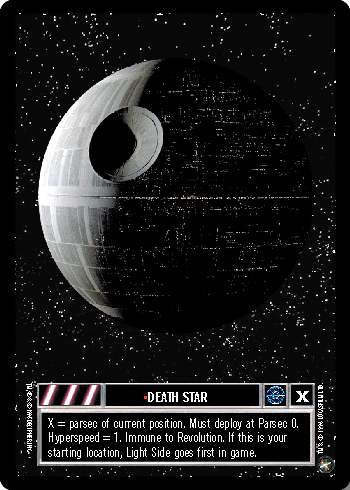 •DEATH STAR
X
X = parsec of current position. Must deploy at Parsec 0.
Hyperspeed = 1. Immune to Revolution. If this is your
starting location, Light Side goes first in game.